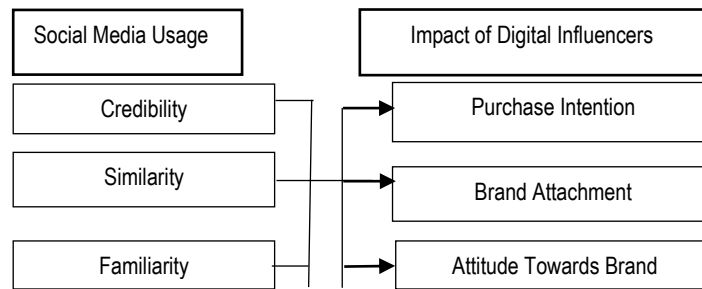 Social Media Usage
Impact of Digital Influencers
Credibility
Purchase Intention
Similarity
Brand Attachment
Familiarity
Attitude Towards Brand